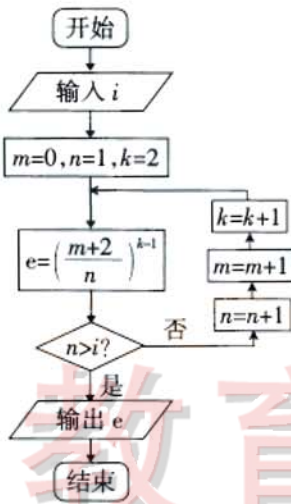 开始
输入 i
m=0,n=1,k=2
e=(\frac{m+2}{n})^{k-1}
n>i?
否
n=n+1
m=m+1
k=k+1
是
输出 e
结束
教育